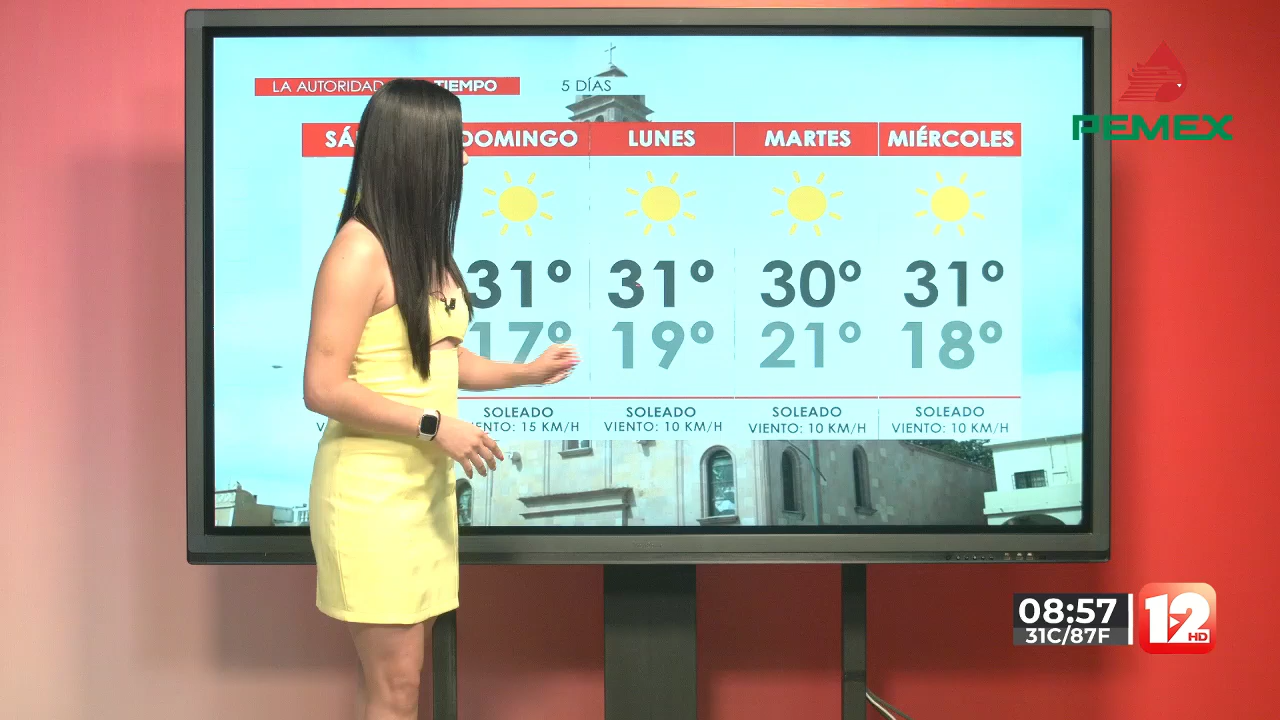 LA AUTORIDAD TIEMPO
5 DÍAS
DOMINGO LUNES MARTES MIÉRCOLES
31° 31° 30° 31°
17° 19° 21° 18°
SOLEADO SOLEADO SOLEADO SOLEADO
VIENTO: 15 KM/H VIENTO: 10 KM/H VIENTO: 10 KM/H VIENTO: 10 KM/H
PEMEX
08:57
31C/87F
12
HD